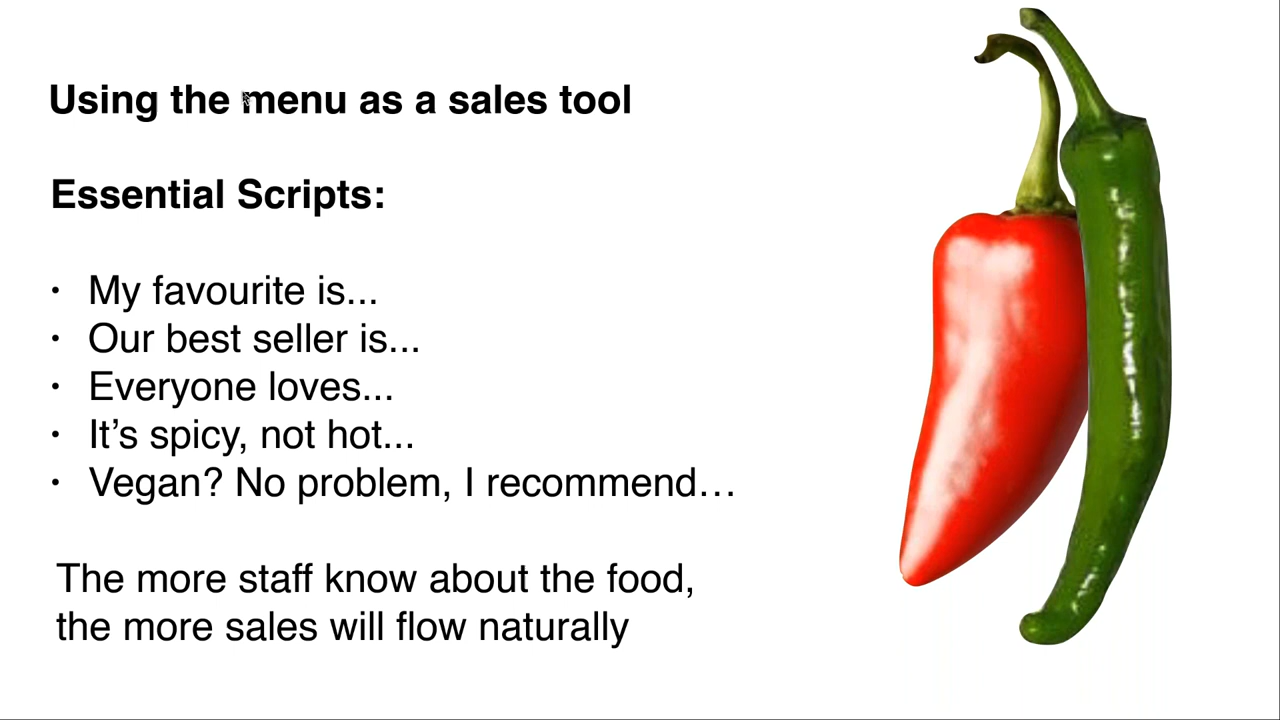 Using the menu as a sales tool
Essential Scripts:
• My favourite is...
• Our best seller is...
• Everyone loves...
• It’s spicy, not hot...
• Vegan? No problem, I recommend…
The more staff know about the food,
the more sales will flow naturally